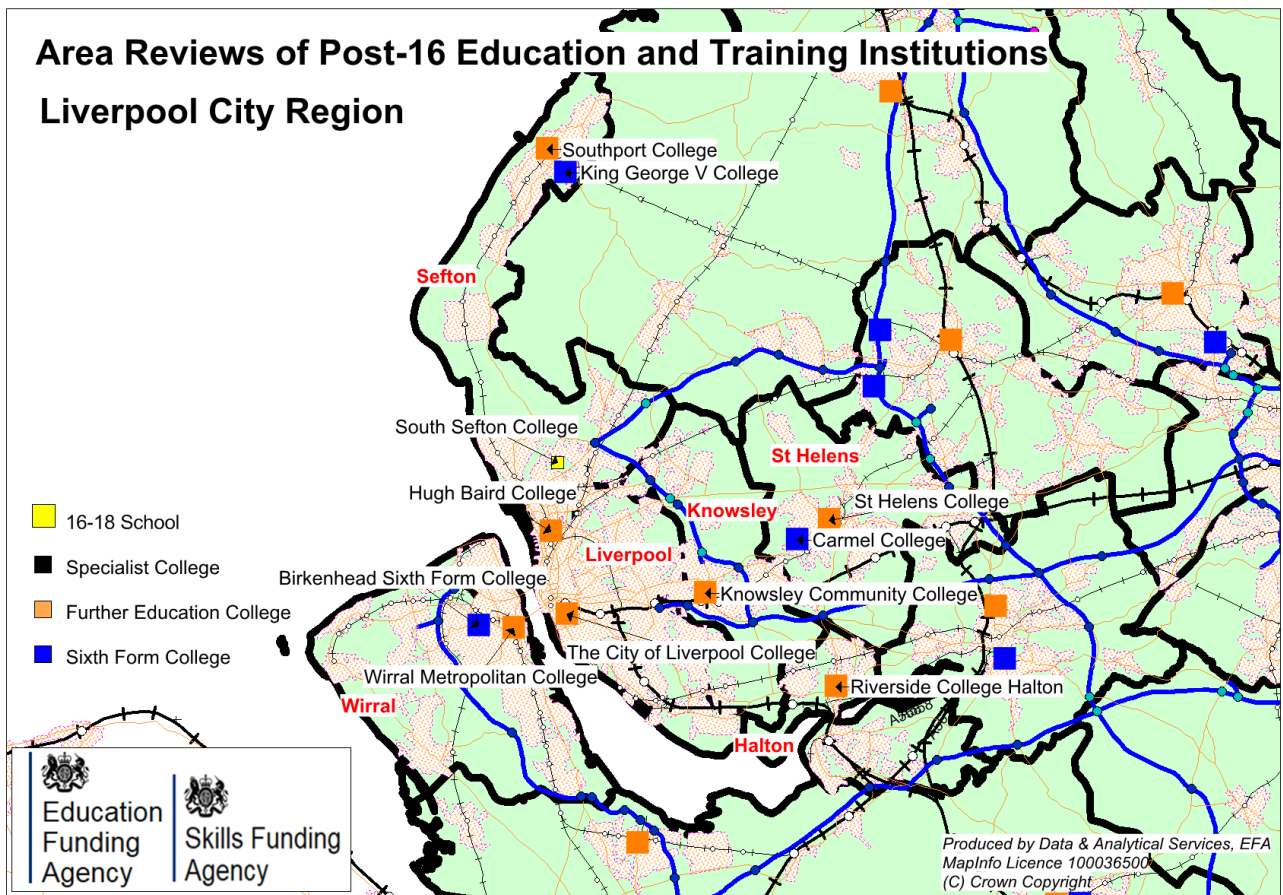 Area Reviews of Post-16 Education and Training Institutions
Liverpool City Region
Southport College
King George V College
Sefton
South Sefton College
St Helens
Hugh Baird College
St Helens College
Knowsley
16-18 School
Carmel College
Liverpool
Specialist College
Birkenhead Sixth Form College
Knowsley Community College
Further Education College
The City of Liverpool College
Sixth Form College
Wirral Metropolitan College
Riverside College Halton
Wirral
Halton
Education
Funding
Agency
Skills Funding
Agency
Produced by Data & Analytical Services, EFA
MapInfo Licence 100036500
(C) Crown Copyright